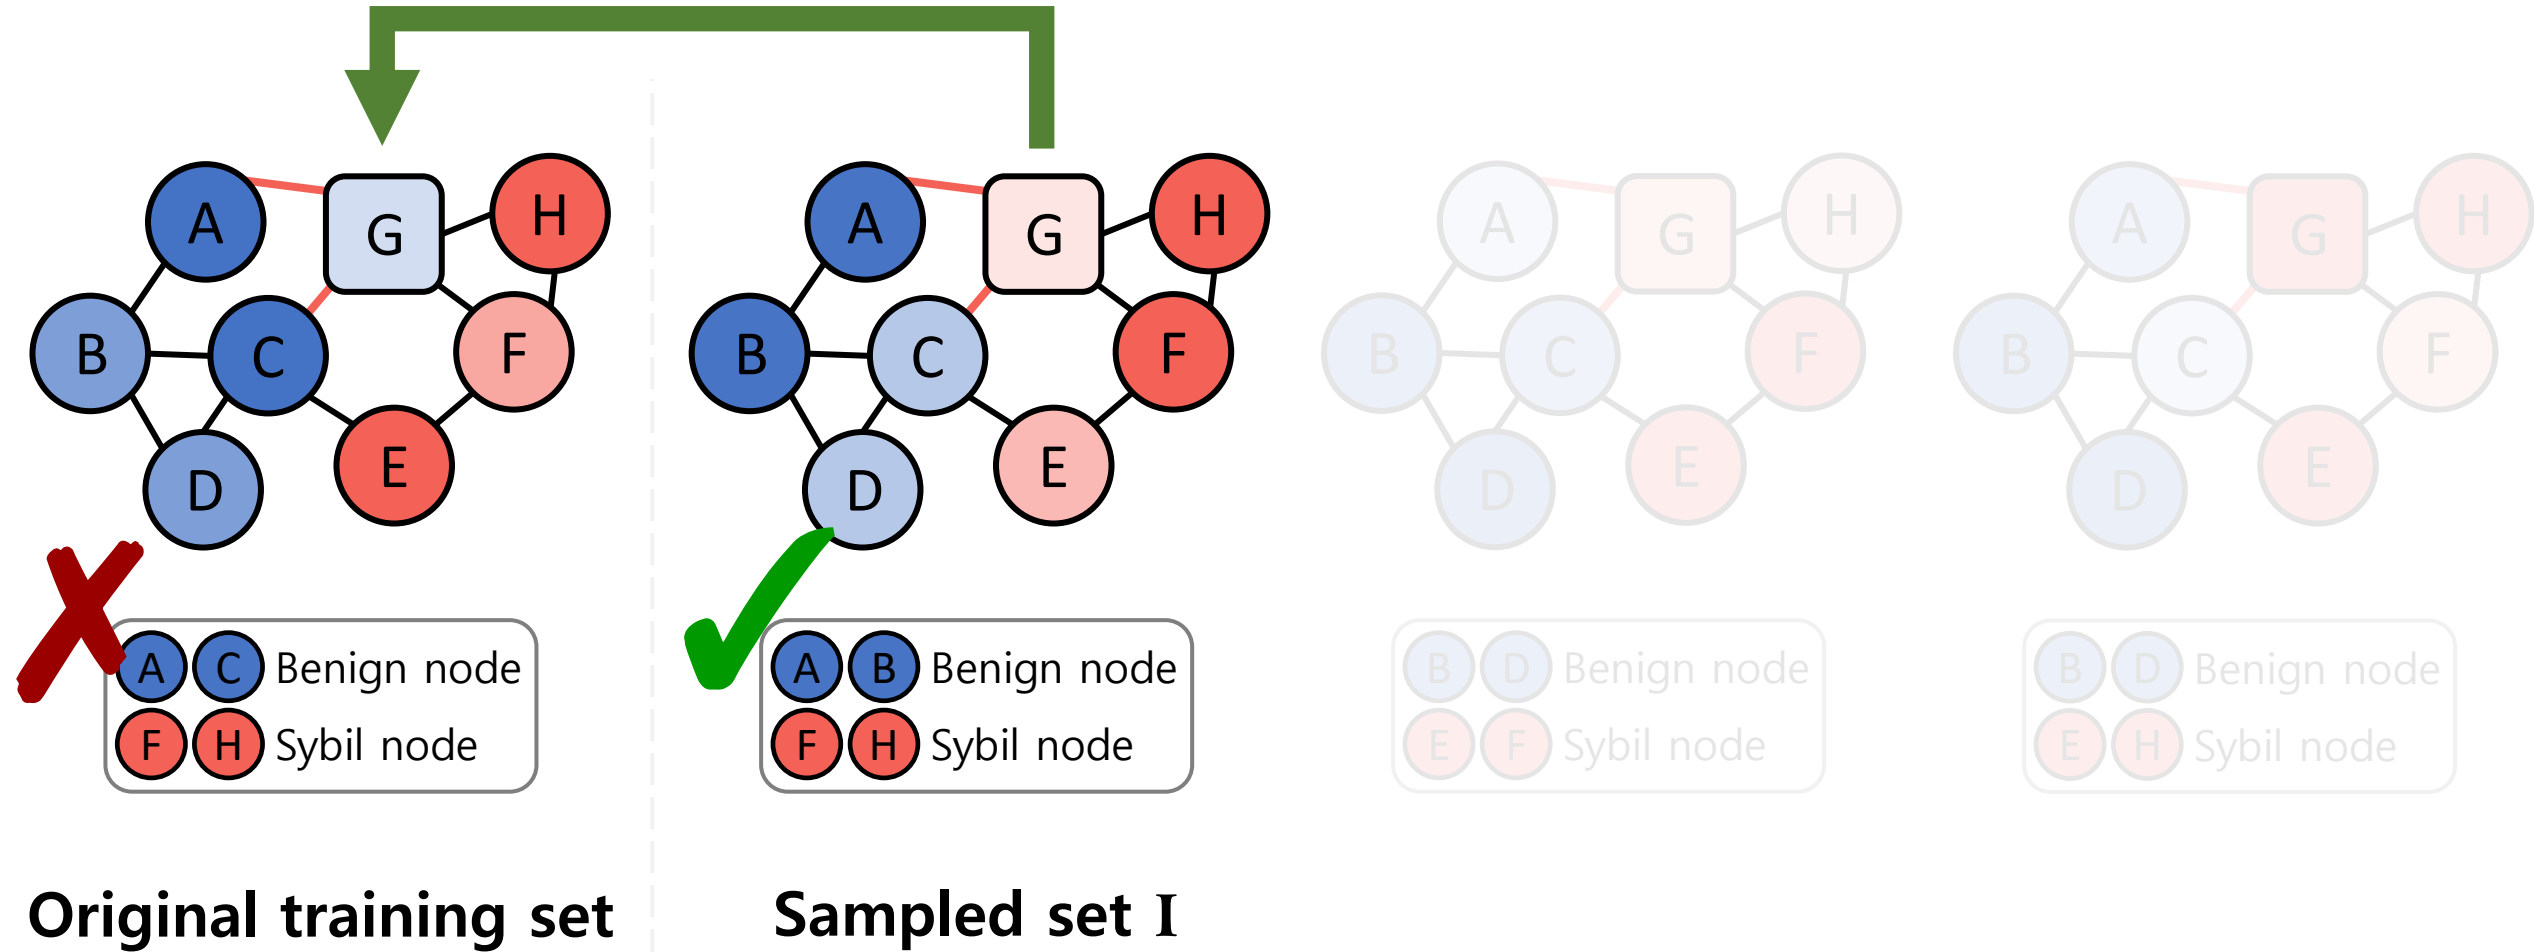 A
G
H
B
C
F
D
E
A C Benign node
F H Sybil node
Original training set
A
G
H
B
C
F
D
E
A B Benign node
F H Sybil node
Sampled set I
A
G
H
B
C
F
D
E
B D Benign node
E F Sybil node
A
G
H
B
C
F
D
E
B D Benign node
E H Sybil node